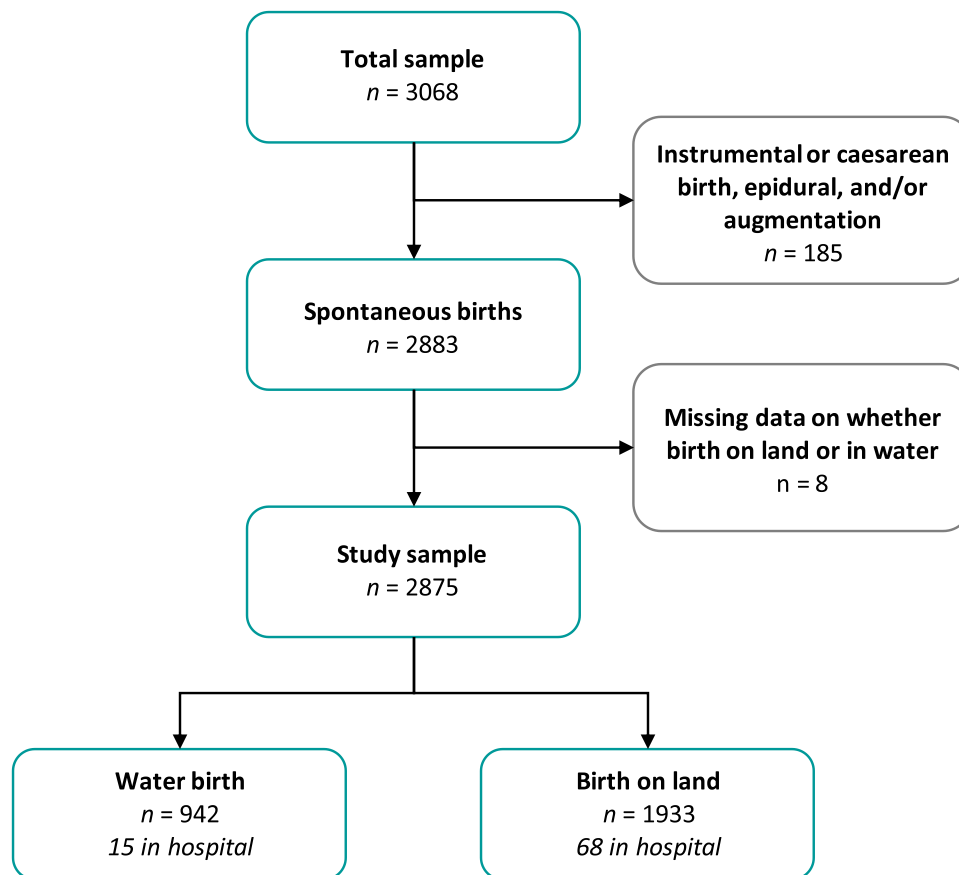 Total sample
n = 3068
Instrumental or caesarean
birth, epidural, and/or
augmentation
n = 185
Spontaneous births
n = 2883
Missing data on whether
birth on land or in water
n = 8
Study sample
n = 2875
Water birth
n = 942
15 in hospital
Birth on land
n = 1933
68 in hospital